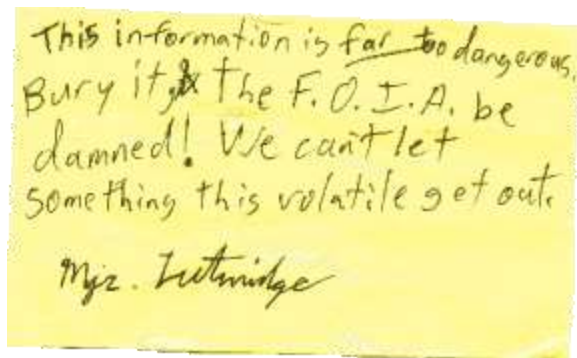 This information is far too dangerous.
Bury it, & the F.O.I.A. be
damned! We can't let
something this volatile get out.
Mjr.